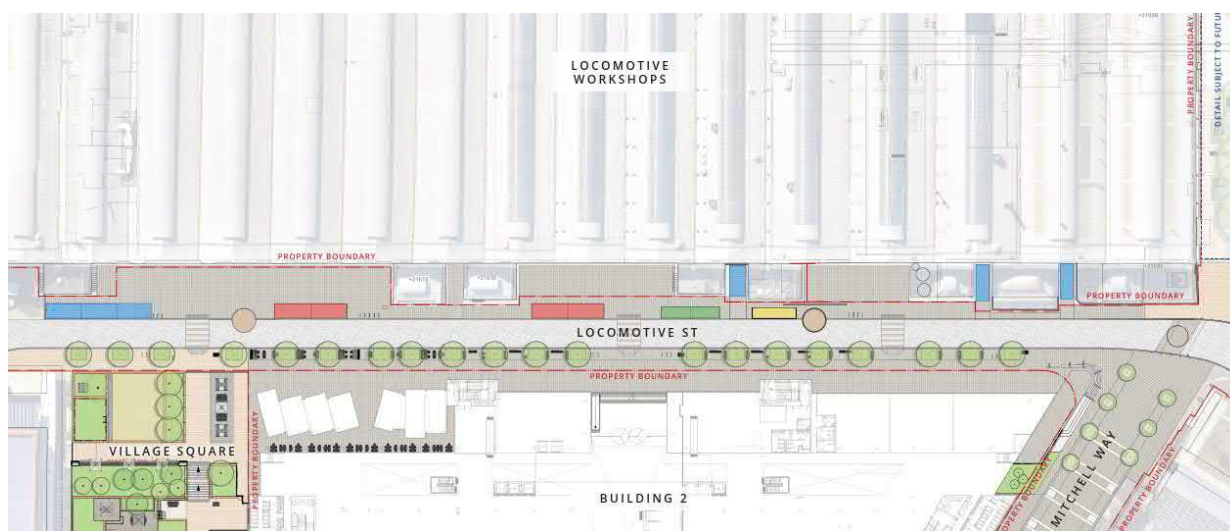 LOCOMOTIVE
WORKSHOPS
PROPERTY BOUNDARY
DETAIL SUBJECT TO FUTU
PROPERTY BOUNDARY
PROPERTY BOUNDARY
LOCOMOTIVE ST
PROPERTY BOUNDARY
VILLAGE SQUARE
PROPERTY BOUNDARY
BUILDING 2
PROPERTY BOUNDARY
MITCHELL WAY
PROPERTY BOUNDARY